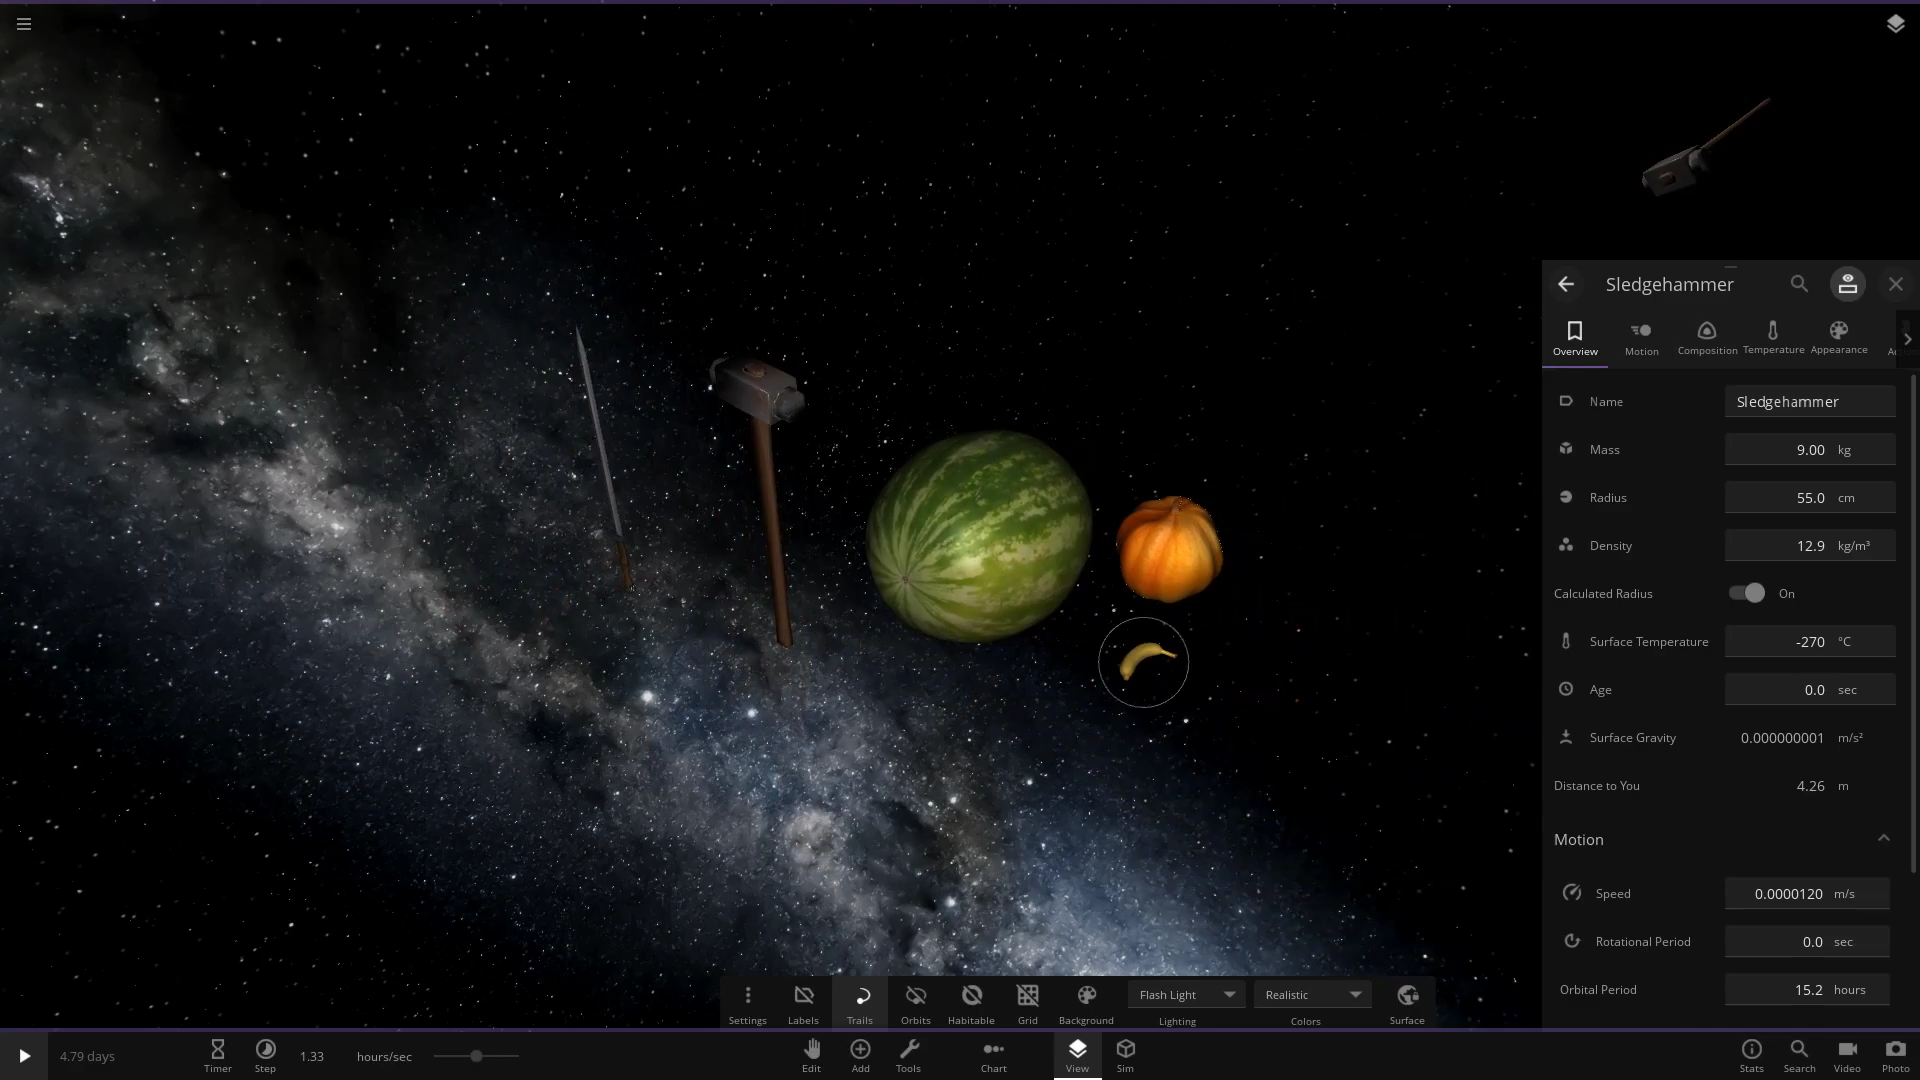 Sledgehammer
Overview
Motion
Composition
Temperature
Appearance
Name
Sledgehammer
Mass
9.00 kg
Radius
55.0 cm
Density
12.9 kg/m³
Calculated Radius
On
Surface Temperature
-270 °C
Age
0.0 sec
Surface Gravity
0.000000001 m/s²
Distance to You
4.26 m
Motion
Speed
0.0000120 m/s
Rotational Period
0.0 sec
Orbital Period
15.2 hours
Settings
Labels
Trails
Orbits
Habitable
Grid
Background
Flash Light
Lighting
Realistic
Colors
Surface
4.79 days
Timer
Step
1.33 hours/sec
Edit
Add
Tools
Chart
View
Sim
Stats
Search
Video
Photo